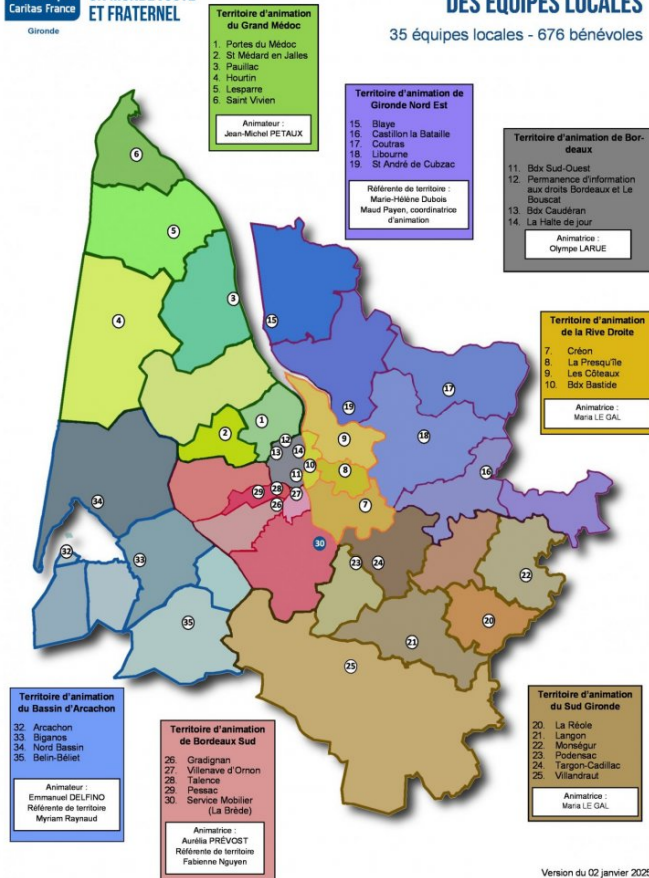 Caritas France
ET FRATERNEL
Gironde
DES ÉQUIPES LOCALES
35 équipes locales - 676 bénévoles
Territoire d'animation
du Grand Médoc
1. Portes du Médoc
2. St Médard en Jalles
3. Pauillac
4. Hourtin
5. Lesparre
6. Saint Vivien
Animateur :
Jean-Michel PETAUX
Territoire d'animation de
Gironde Nord Est
15. Blaye
16. Castillon la Bataille
17. Coutras
18. Libourne
19. St André de Cubzac
Référente de territoire :
Marie-Hélène Dubois
Maud Payen, coordinatrice
d'animation
Territoire d'animation de Bor-
deaux
11. Bdx Sud-Ouest
12. Permanence d'information
aux droits Bordeaux et Le
Bouscat
13. Bdx Caudéran
14. La Halte de jour
Animatrice :
Olympe LARUE
Territoire d'animation
de la Rive Droite
7. Créon
8. La Presqu'île
9. Les Côteaux
10. Bdx Bastide
Animatrice :
Maria LE GAL
6
5
3
4
15
17
19
1
2
9
18
12
13
14
10
8
16
11
29
28
27
26
7
34
30
32
33
23
24
22
20
35
21
25
Territoire d'animation
du Bassin d'Arcachon
32. Arcachon
33. Biganos
34. Nord Bassin
35. Belin-Béliet
Animateur :
Emmanuel DELFINO
Référente de territoire
Myriam Raynaud
Territoire d'animation
de Bordeaux Sud
26. Gradignan
27. Villenave d'Ornon
28. Talence
29. Pessac
30. Service Mobilier
(La Brède)
Animatrice :
Aurélia PRÉVOST
Référente de territoire
Fabienne Nguyen
Territoire d'animation
du Sud Gironde
20. La Réole
21. Langon
22. Monségur
23. Podensac
24. Targon-Cadillac
25. Villandraut
Animatrice :
Maria LE GAL
Version du 02 janvier 2025